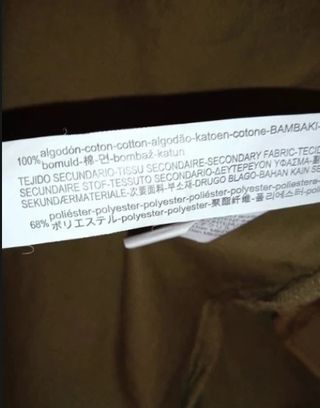 100% algodón-coton-cotton-algodão-katoen-cotone-BAMBAKI-
bomuld-棉-면-bombaž-katun
TEJIDO SECUNDARIO-TISSU SECONDAIRE-SECONDARY FABRIC-TECID
SECUNDAIRE STOF-TESSUTO SECONDARIO-ΔΕΥΤΕΡΕΥΟΝ ΥΦΑΣΜΑ-
SEKUNDÆRMATERIALE-次要面料-부소재-DRUGO BLAGO-BAHAN KAIN SE
poliéster-polyester-polyester-poliéster-polyester-poliestere-
68% ポリエステル-polyester-polyester-聚酯纤维-폴리에스터-